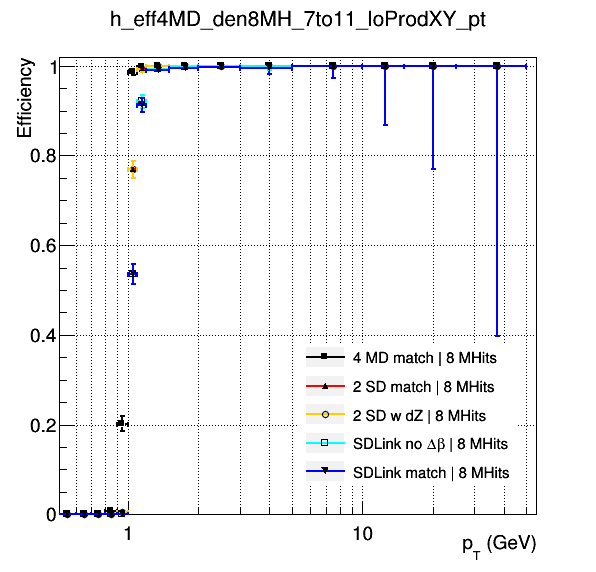 h_eff4MD_den8MH_7to11_loProdXY_pt
Efficiency
1
0.8
0.6
0.4
0.2
0
4 MD match | 8 MHits
2 SD match | 8 MHits
2 SD w dZ | 8 MHits
SDLink no Δβ | 8 MHits
SDLink match | 8 MHits
1
10
p_T (GeV)